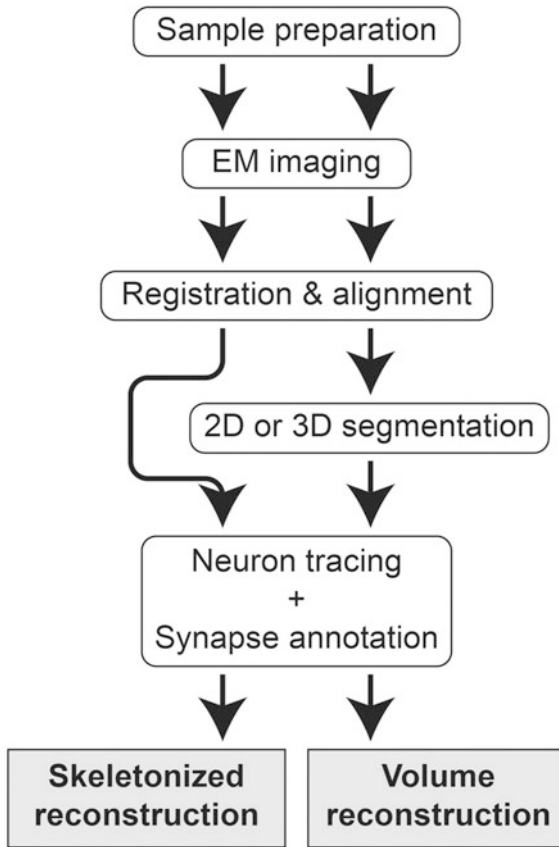 Sample preparation
EM imaging
Registration & alignment
2D or 3D segmentation
Neuron tracing
+
Synapse annotation
Skeletonized
reconstruction
Volume
reconstruction